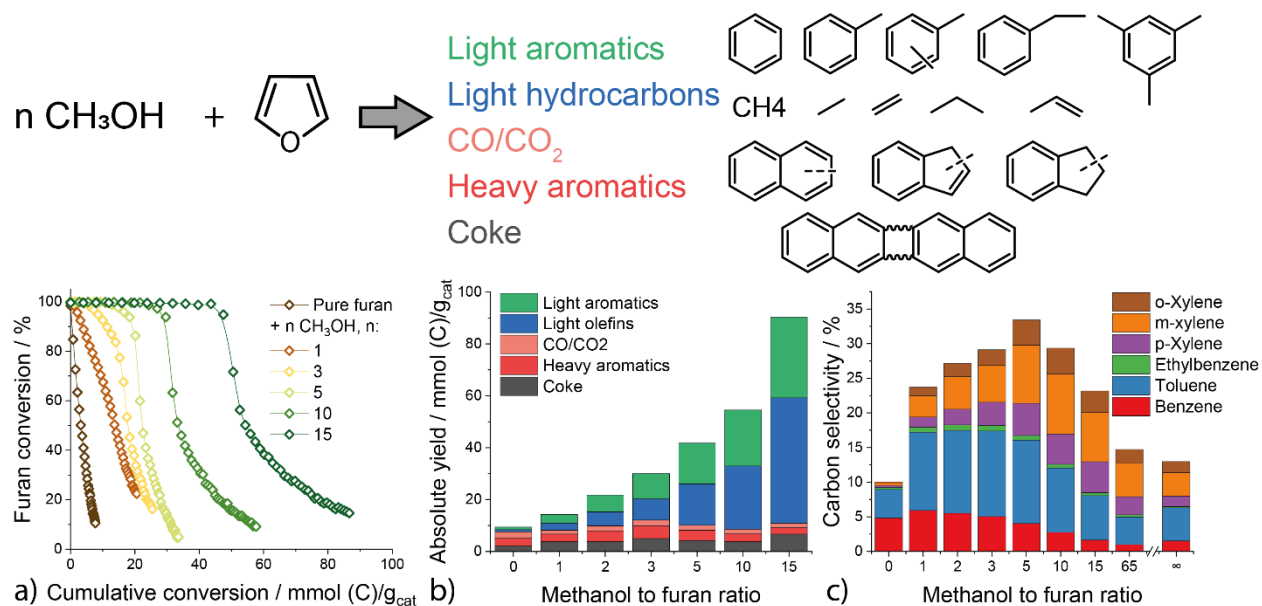 n CH₃OH + O
Light aromatics
Light hydrocarbons
CO/CO₂
Heavy aromatics
Coke
CH4
100
80
60
40
20
0
Furan conversion / %
0 20 40 60 80 100
a) Cumulative conversion / mmol (C)/gcat
Pure furan
+ n CH₃OH, n:
1
3
5
10
15
100
80
60
40
20
0
Absolute yield / mmol (C)/gcat
Light aromatics
Light olefins
CO/CO2
Heavy aromatics
Coke
0 1 2 3 5 10 15
b) Methanol to furan ratio
35
30
25
20
15
10
5
0
Carbon selectivity / %
o-Xylene
m-xylene
p-Xylene
Ethylbenzene
Toluene
Benzene
0 1 2 3 5 10 15 65 ∞
c) Methanol to furan ratio